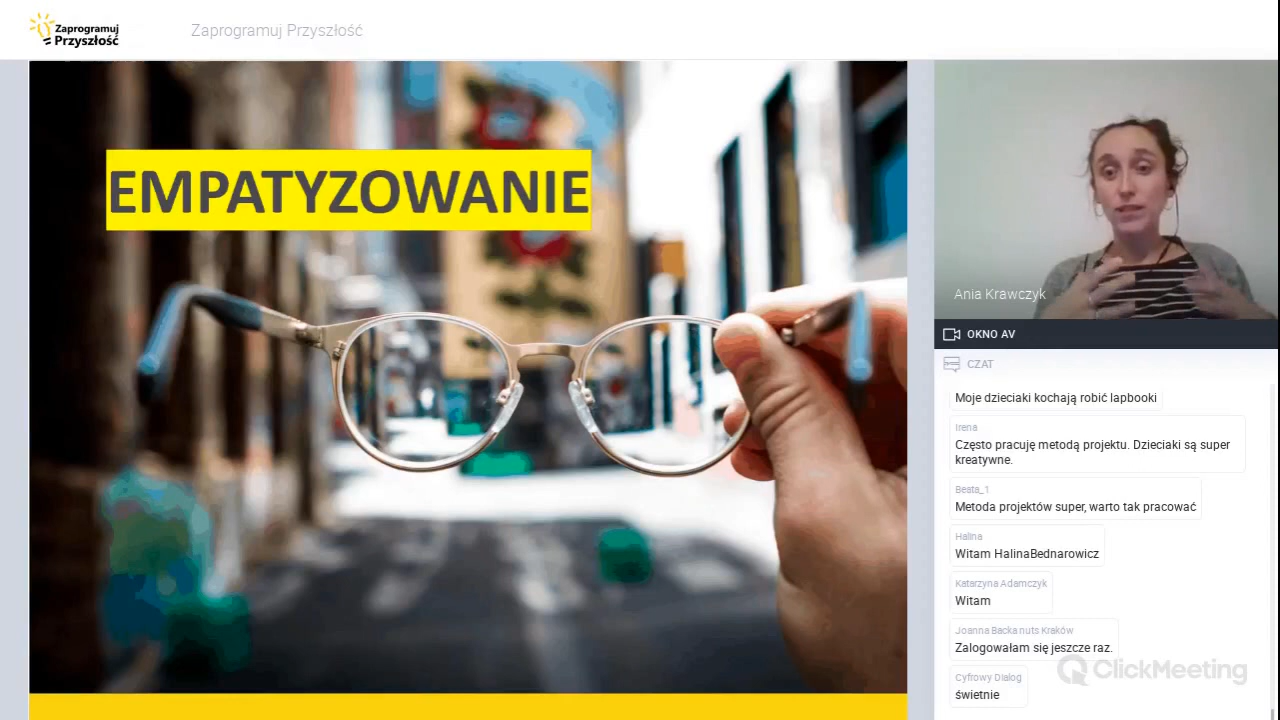 Zaprogramuj
Przyszłość
Zaprogramuj Przyszłość
EMPATYZOWANIE
Ania Krawczyk
OKNO AV
CZAT
Moje dzieciaki kochają robić lapbooki
Irena
Często pracuję metodą projektu. Dzieciaki są super
kreatywne.
Beata_1
Metoda projektów super, warto tak pracować
Halina
Witam HalinaBednarowicz
Katarzyna Adamczyk
Witam
Joanna Backa nuts Kraków
Zalogowałam się jeszcze raz.
Cyfrowy Dialog
świetnie
ClickMeeting